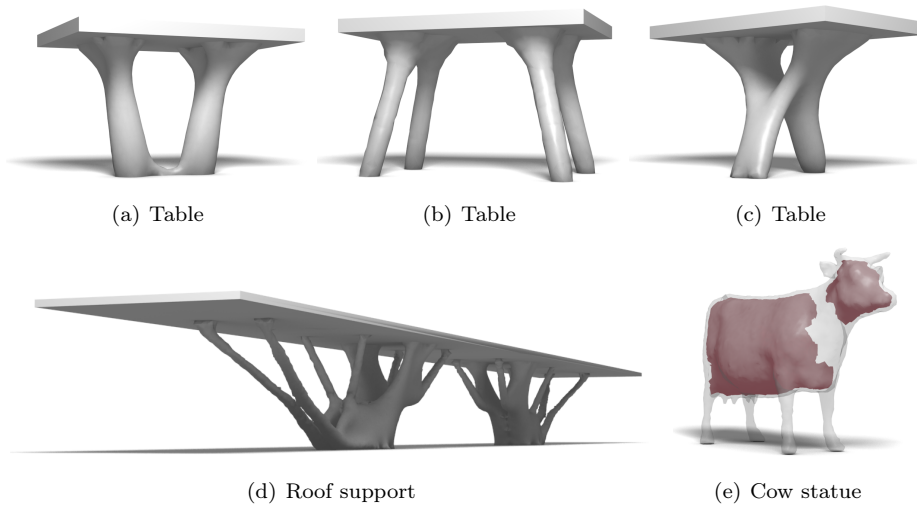 (a) Table
(b) Table
(c) Table
(d) Roof support
(e) Cow statue